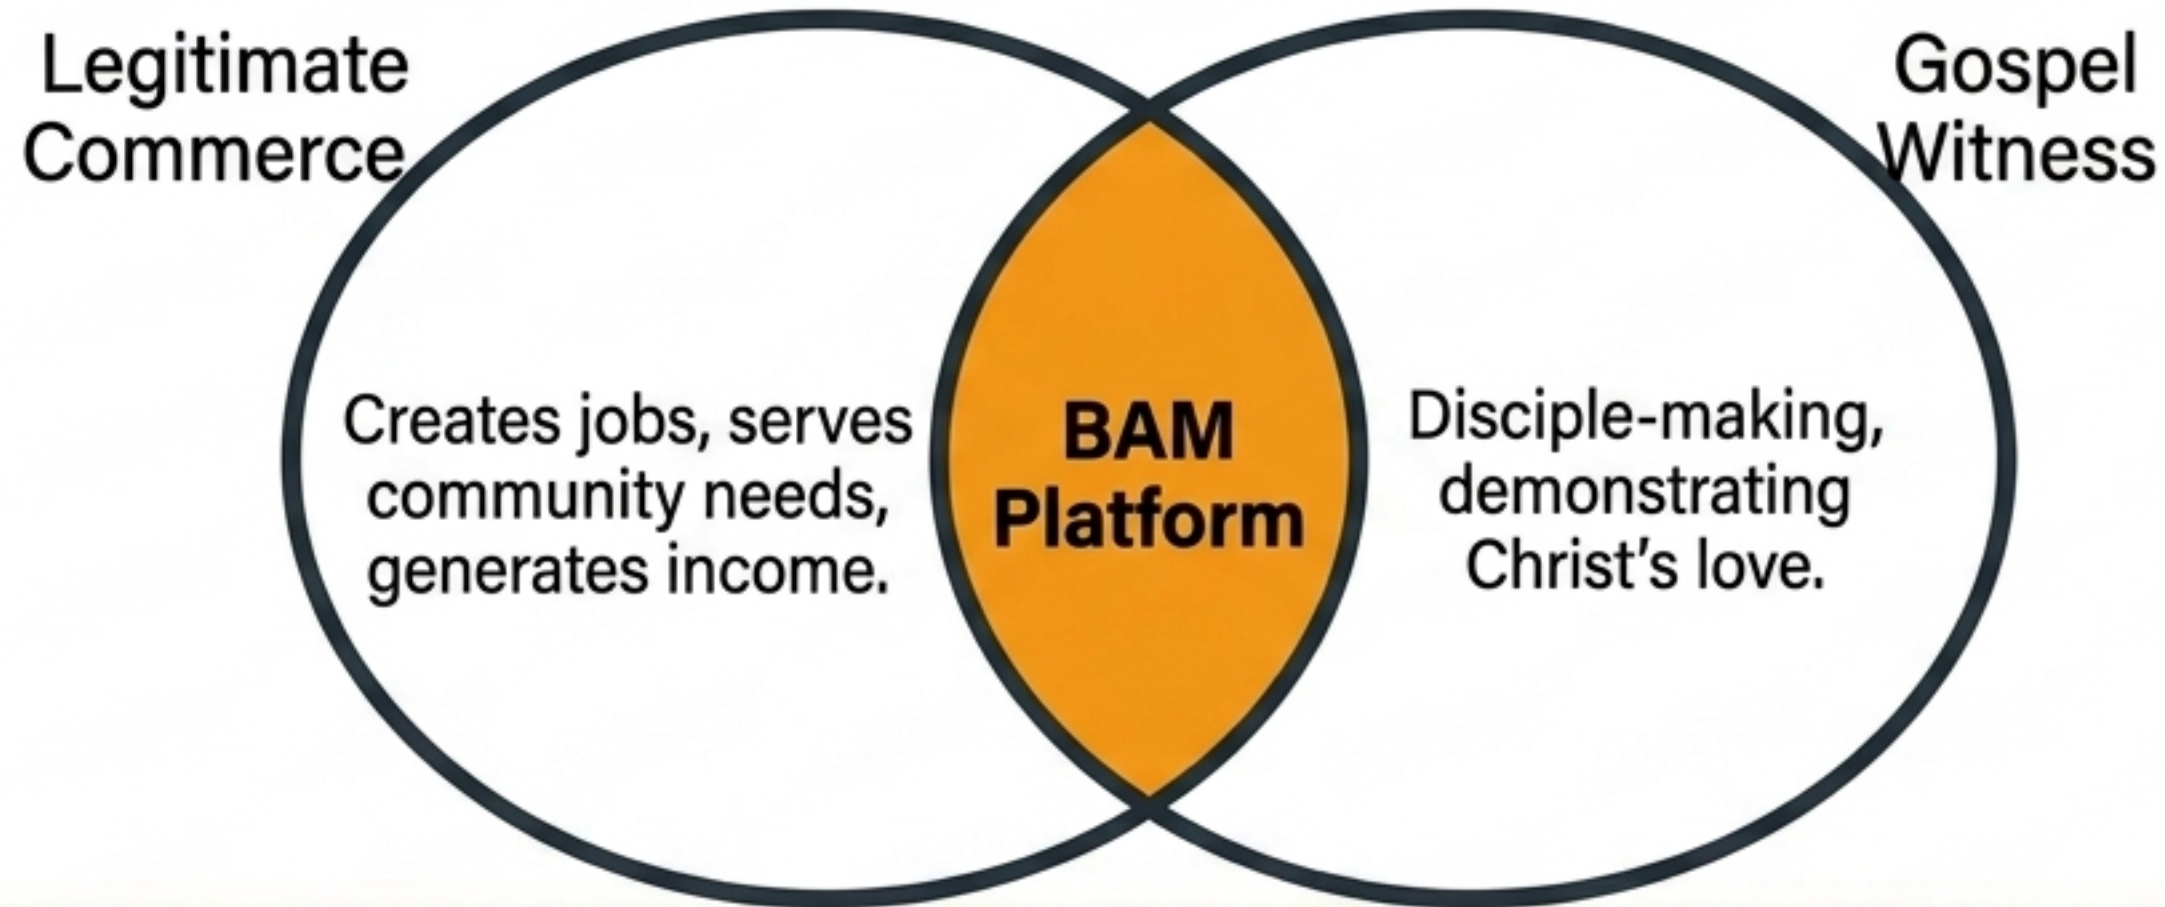 Legitimate
Commerce
Gospel
Witness
Creates jobs, serves
community needs,
generates income.
BAM
Platform
Disciple-making,
demonstrating
Christ’s love.